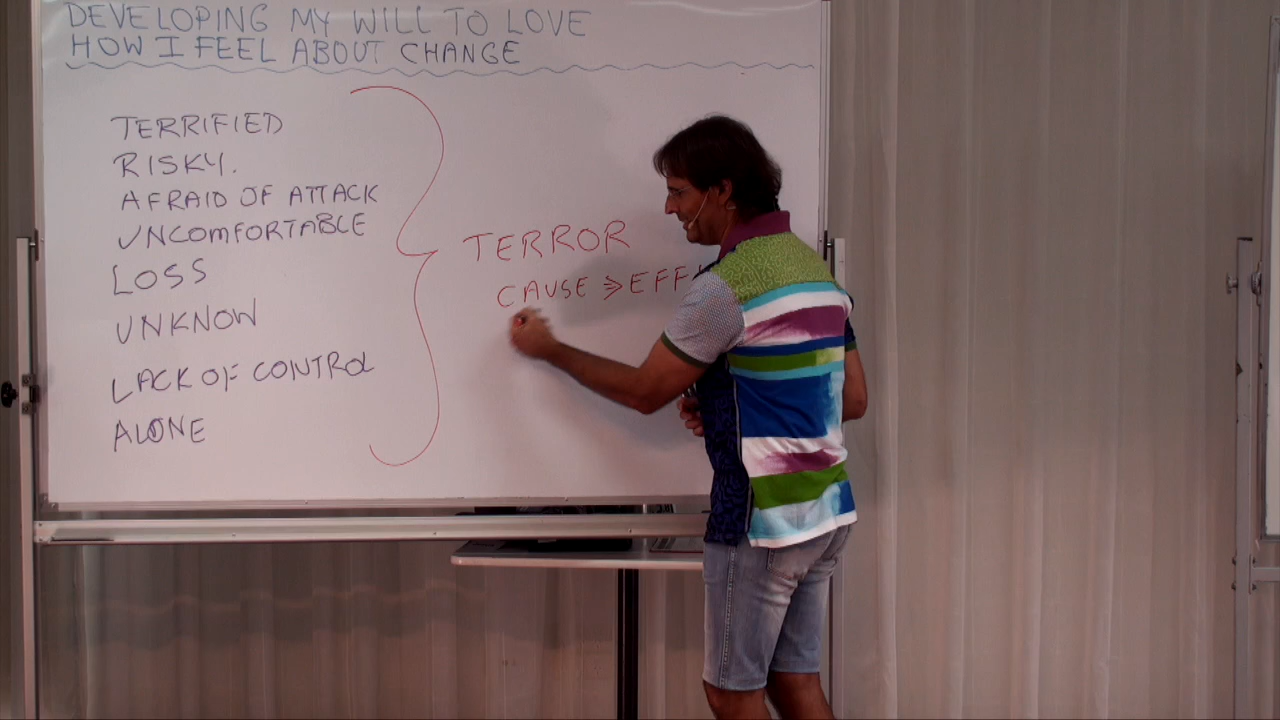 DEVELOPING MY WILL TO LOVE
HOW I FEEL ABOUT CHANGE
TERRIFIED
RISKY.
AFRAID OF ATTACK
UNCOMFORTABLE
LOSS
UNKNOW
LACK OF CONTROL
ALONE
TERROR
CAUSE ⇒ EFF